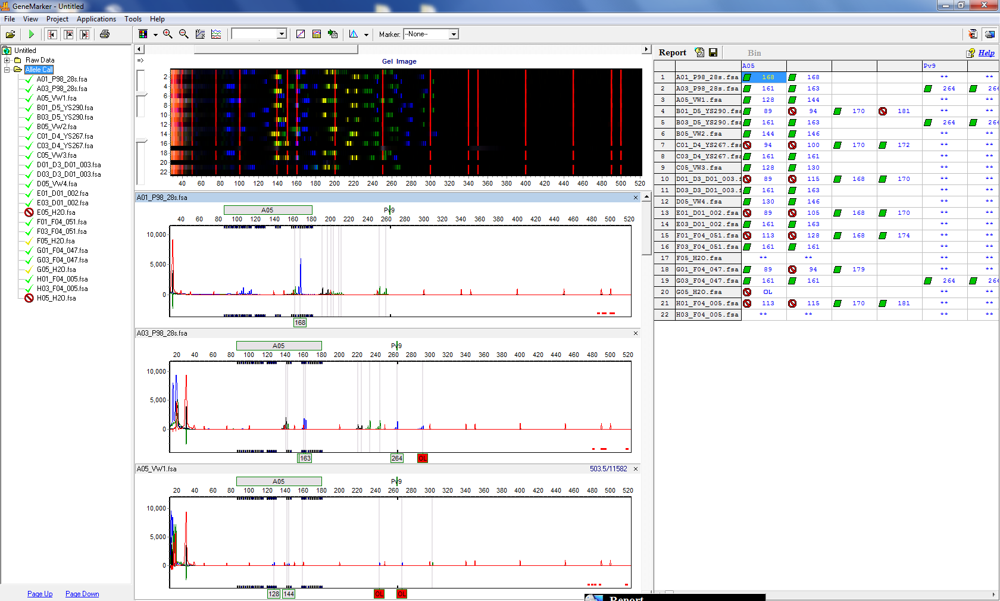 GeneMarker - Untitled
File View Project Applications Tools Help
Marker: --None--
Untitled
Raw Data
Allele Call
A01_P98_28s.fsa
A03_P98_28s.fsa
A05_VW1.fsa
B01_D5_YS290.fsa
B03_D5_YS290.fsa
B05_VW2.fsa
C01_D4_YS267.fsa
C03_D4_YS267.fsa
C05_VW3.fsa
D01_D3_D01_003.fsa
D03_D3_D01_003.fsa
D05_VW4.fsa
E01_D01_002.fsa
E03_D01_002.fsa
E05_H2O.fsa
F01_F04_051.fsa
F03_F04_051.fsa
F05_H2O.fsa
G01_F04_047.fsa
G03_F04_047.fsa
G05_H2O.fsa
H01_F04_005.fsa
H03_F04_005.fsa
H05_H2O.fsa
Page Up Page Down
=>
Gel Image
2
4
6
8
10
12
14
16
18
20
22
40 60 80 100 120 140 160 180 200 220 240 260 280 300 320 340 360 380 400 420 440 460 480 500 520
A01_P98_28s.fsa
A05 Pv9
40 60 80 100 120 140 160 180 200 220 240 260 280 300 320 340 360 380 400 420 440 460 480 500 520
10,000
5,000
0
168
A03_P98_28s.fsa
A05 Pv9
20 40 60 80 100 120 140 160 180 200 220 240 260 280 300 320 340 360 380 400 420 440 460 480 500 520
10,000
5,000
0
163 264 OL
A05_VW1.fsa 503.5/11582
A05 Pv9
20 40 60 80 100 120 140 160 180 200 220 240 260 280 300 320 340 360 380 400 420 440 460 480 500 520
10,000
5,000
0
128 144 OL OL
Report Bin Help
A05 Pv9
1 A01_P98_28s.fsa 168 168 ** **
2 A03_P98_28s.fsa 161 163 264 264
3 A05_VW1.fsa 128 144 ** **
4 B01_D5_YS290.fsa 89 94 170 181 ** **
5 B03_D5_YS290.fsa 161 163 264 264
6 B05_VW2.fsa 144 146 ** **
7 C01_D4_YS267.fsa 94 100 170 172 ** **
8 C03_D4_YS267.fsa 161 161 ** **
9 C05_VW3.fsa 128 130 ** **
10 D01_D3_D01_003.f 89 115 168 170 ** **
11 D03_D3_D01_003.f 161 163 ** **
12 D05_VW4.fsa 130 146 ** **
13 E01_D01_002.fsa 89 105 168 170 ** **
14 E03_D01_002.fsa 161 163 ** **
15 F01_F04_051.fsa 113 128 168 174 ** **
16 F03_F04_051.fsa 161 161 ** **
17 F05_H2O.fsa ** ** ** **
18 G01_F04_047.fsa 89 94 179 ** **
19 G03_F04_047.fsa 161 161 264 264
20 G05_H2O.fsa OL ** **
21 H01_F04_005.fsa 113 115 170 181 ** **
22 H03_F04_005.fsa ** ** ** **
Report